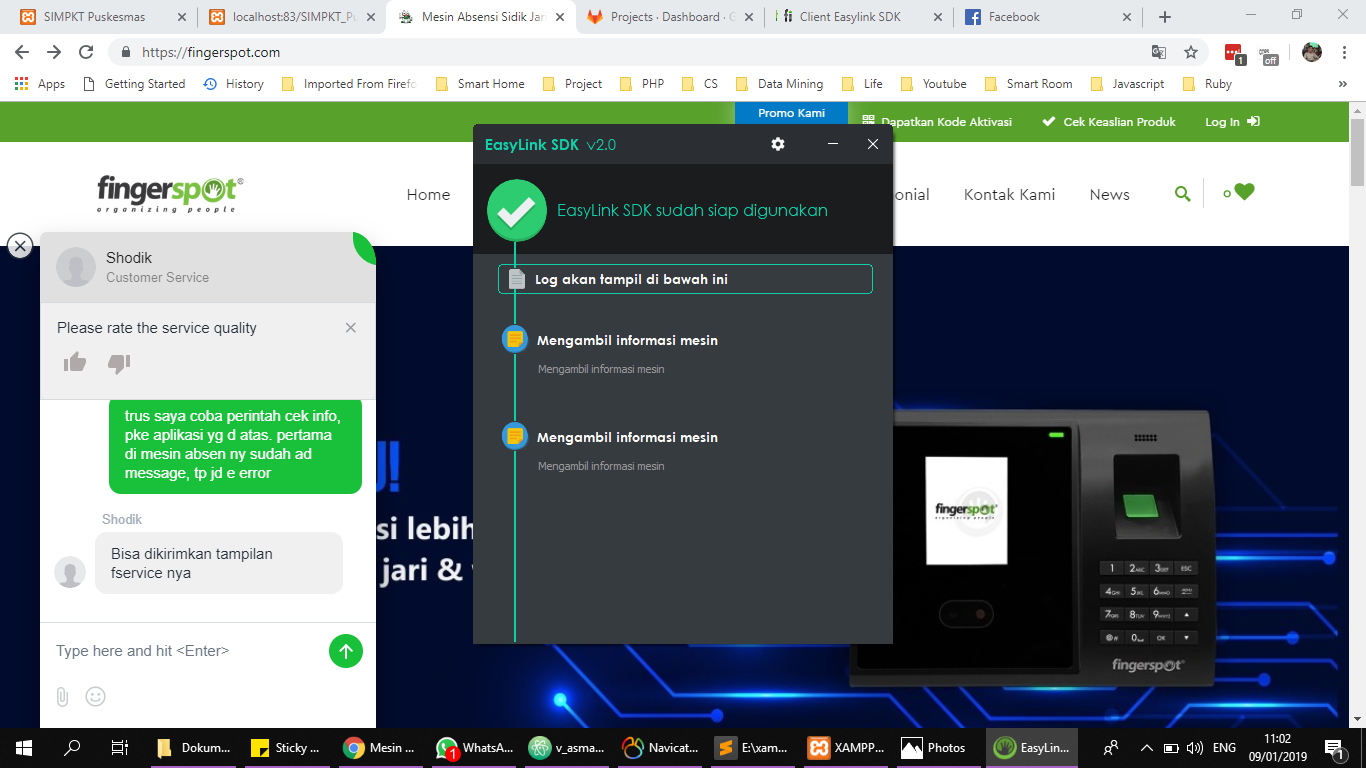 SIMPKT Puskesmas
localhost:83/SIMPKT_Pu
Mesin Absensi Sidik Jari
Projects · Dashboard · G
Client Easylink SDK
Facebook
https://fingerspot.com
1
off
Apps
Getting Started
History
Imported From Firefo
Smart Home
Project
PHP
CS
Data Mining
Life
Youtube
Smart Room
Javascript
Ruby
»
Promo Kami
Dapatkan Kode Aktivasi
Cek Keaslian Produk
Log In
fingerspot®
organizing people
Home
onial
Kontak Kami
News
0
EasyLink SDK v2.0
EasyLink SDK sudah siap digunakan
Log akan tampil di bawah ini
Mengambil informasi mesin
Mengambil informasi mesin
Mengambil informasi mesin
Mengambil informasi mesin
Shodik
Customer Service
Please rate the service quality
trus saya coba perintah cek info,
pke aplikasi yg d atas. pertama
di mesin absen ny sudah ad
message, tp jd e error
Shodik
Bisa dikirimkan tampilan
fservice nya
Type here and hit <Enter>
U!
si lebih
jari &
fingerspot®
organizing people
1 2ABC 3DEF ESC
4GHI 5JKL 6MNO
7PQRS 8TUV 9WXYZ
0 OK
fingerspot®
Dokum...
Sticky ...
Mesin ...
1
WhatsA...
v_asma...
Navicat...
E:\xam...
XAMPP...
Photos
EasyLin...
ENG
11:02
09/01/2019
1